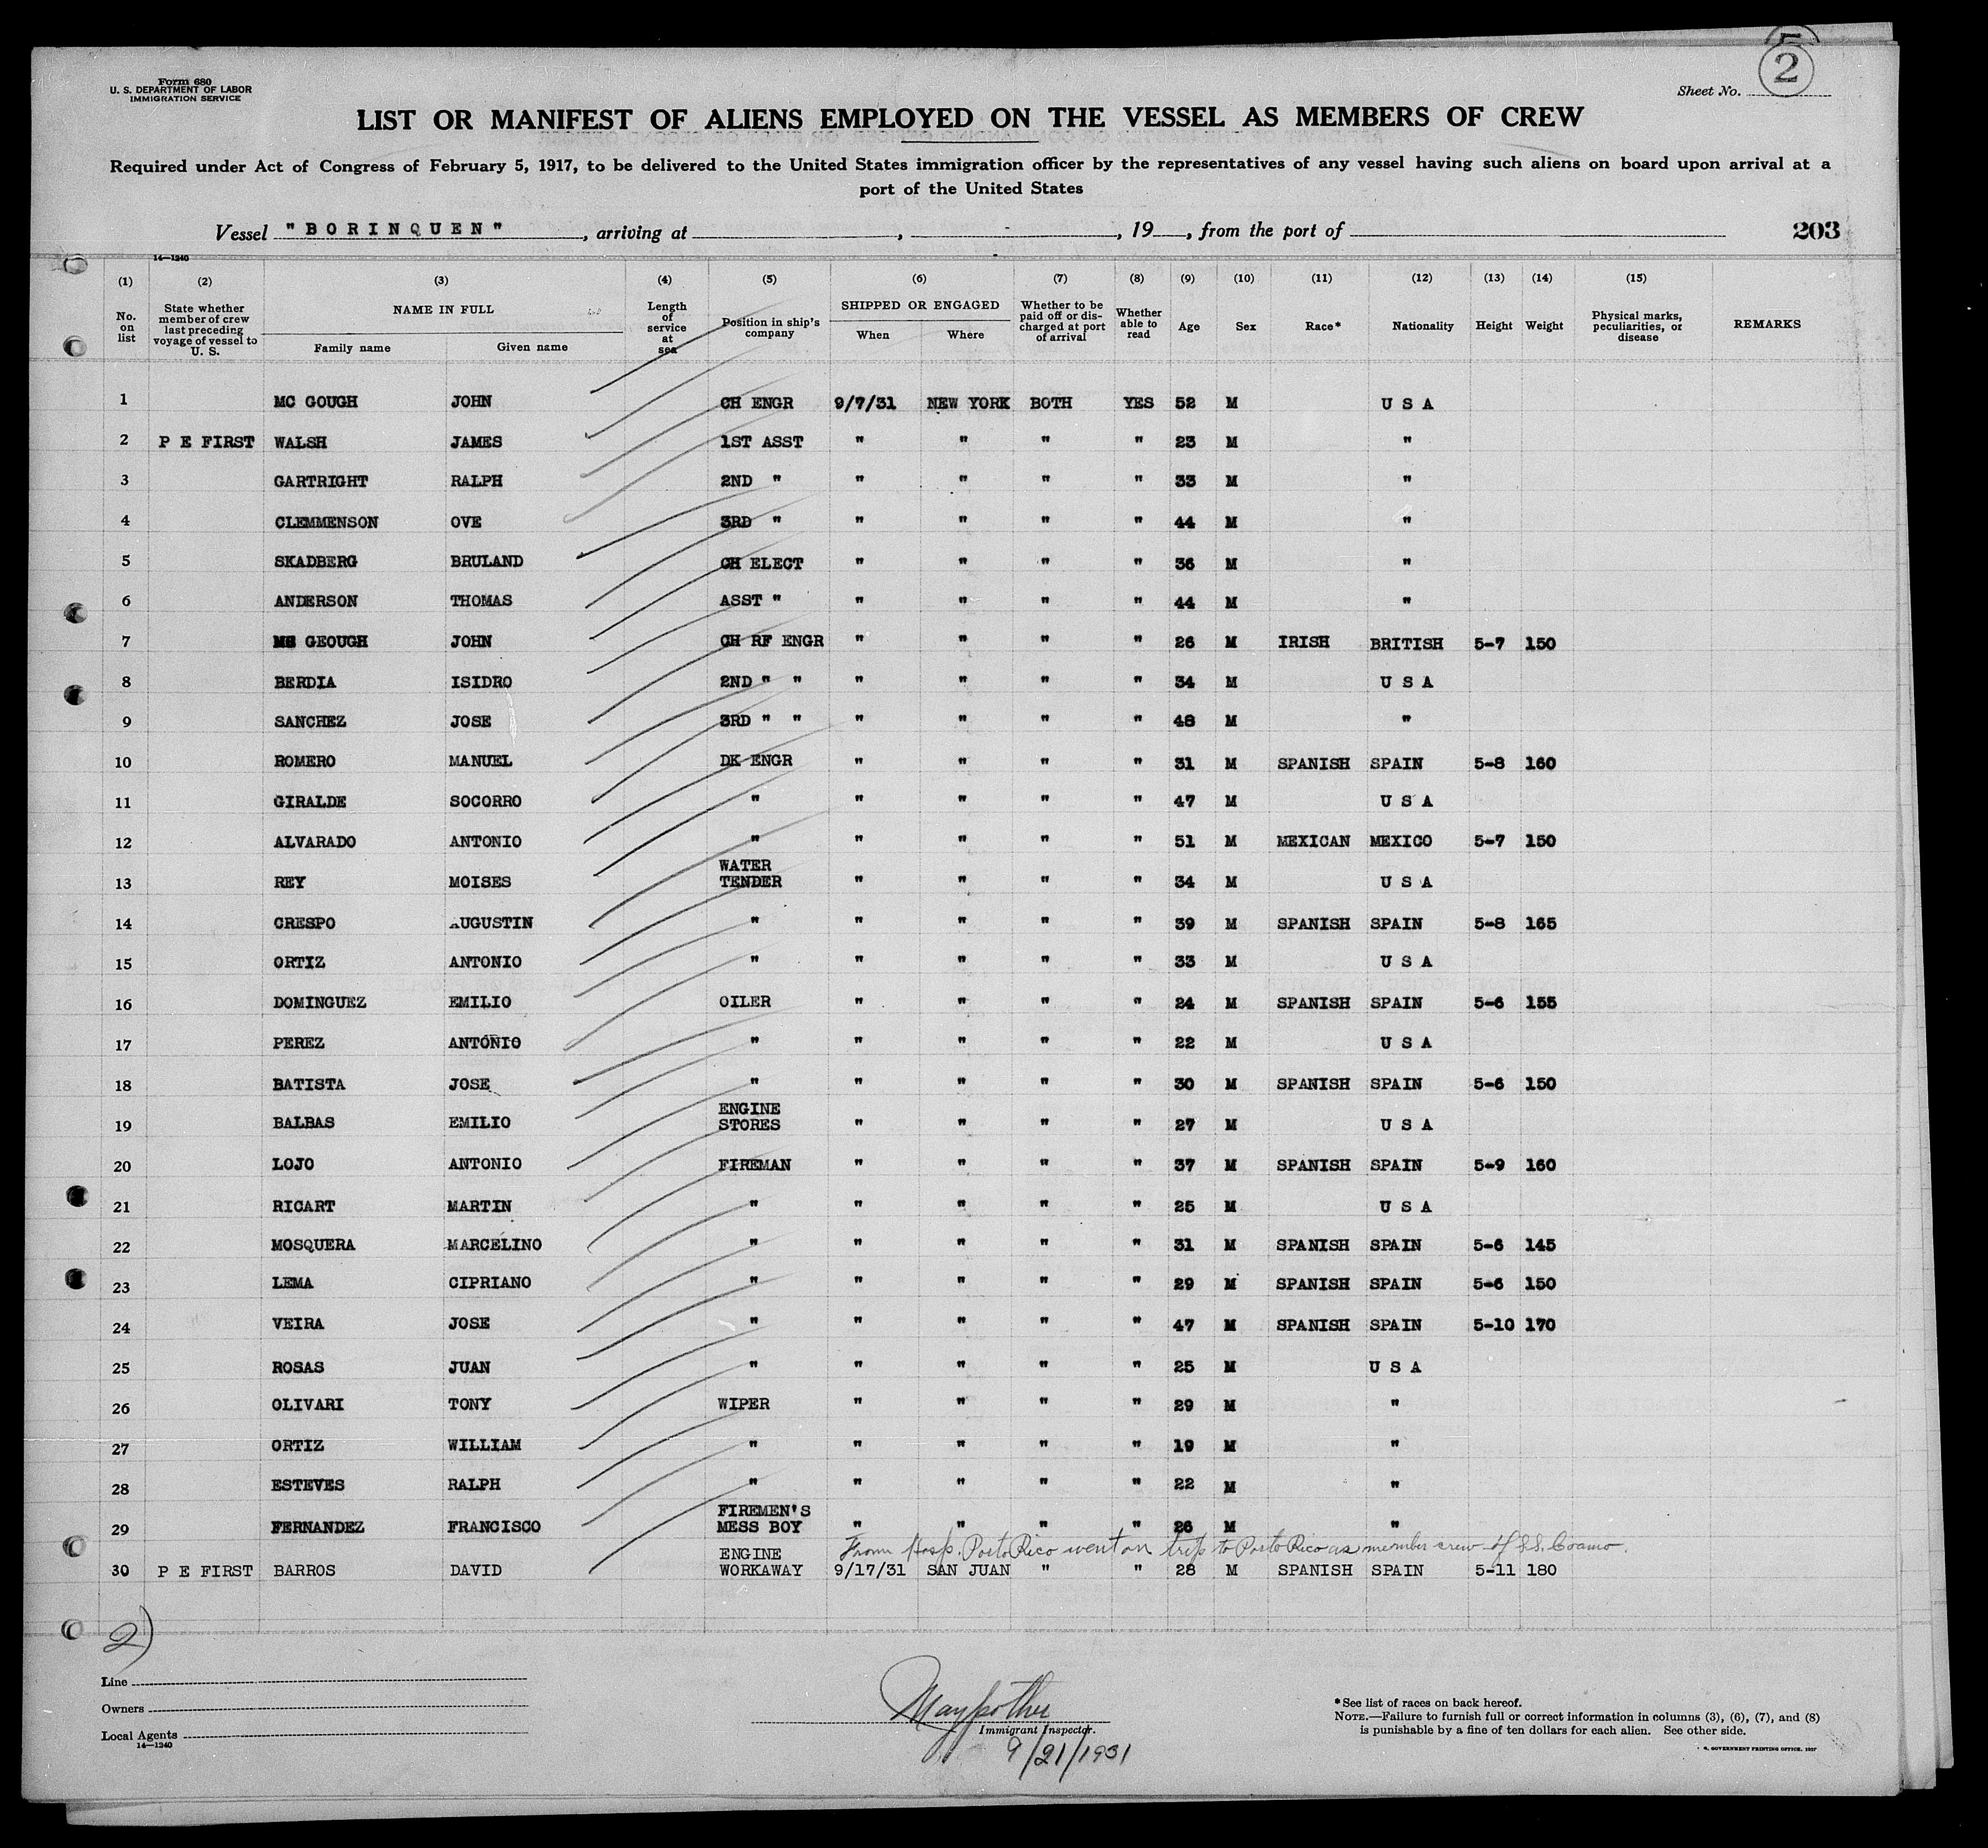 5
2
Form 680
U. S. DEPARTMENT OF LABOR
IMMIGRATION SERVICE
Sheet No.
LIST OR MANIFEST OF ALIENS EMPLOYED ON THE VESSEL AS MEMBERS OF CREW
Required under Act of Congress of February 5, 1917, to be delivered to the United States immigration officer by the representatives of any vessel having such aliens on board upon arrival at a
port of the United States
Vessel "BORINQUEN", arriving at , , 19 , from the port of 203
14—1240
(1) (2) (3) (4) (5) (6) (7) (8) (9) (10) (11) (12) (13) (14) (15)
No. on list State whether member of crew last preceding voyage of vessel to U. S. NAME IN FULL Family name Given name Length of service at sea Position in ship's company SHIPPED OR ENGAGED When Where Whether to be paid off or discharged at port of arrival Whether able to read Age Sex Race* Nationality Height Weight Physical marks, peculiarities, or disease REMARKS
1 MC GOUGH JOHN CH ENGR 9/7/31 NEW YORK BOTH YES 52 M U S A
2 P E FIRST WALSH JAMES 1ST ASST " " " " 23 M "
3 GARTRIGHT RALPH 2ND " " " " " 33 M "
4 CLEMMENSON OVE 3RD " " " " " 44 M "
5 SKADBERG BRULAND CH ELECT " " " " 36 M "
6 ANDERSON THOMAS ASST " " " " " 44 M "
7 GEOUGH JOHN CH RF ENGR " " " " 26 M IRISH BRITISH 5-7 150
8 BERDIA ISIDRO 2ND " " " " " " 34 M U S A
9 SANCHEZ JOSE 3RD " " " " " " 48 M "
10 ROMERO MANUEL DK ENGR " " " " 31 M SPANISH SPAIN 5-8 160
11 GIRALDE SOCORRO " " " " " 47 M U S A
12 ALVARADO ANTONIO " " " " " 51 M MEXICAN MEXICO 5-7 150
13 REY MOISES WATER TENDER " " " " 34 M U S A
14 CRESPO AUGUSTIN " " " " " 39 M SPANISH SPAIN 5-8 165
15 ORTIZ ANTONIO " " " " " 33 M U S A
16 DOMINGUEZ EMILIO OILER " " " " 24 M SPANISH SPAIN 5-6 155
17 PEREZ ANTONIO " " " " " 22 M U S A
18 BATISTA JOSE " " " " " 30 M SPANISH SPAIN 5-6 150
19 BALBAS EMILIO ENGINE STORES " " " " 27 M U S A
20 LOJO ANTONIO FIREMAN " " " " 37 M SPANISH SPAIN 5-9 160
21 RICART MARTIN " " " " " 25 M U S A
22 MOSQUERA MARCELINO " " " " " 31 M SPANISH SPAIN 5-6 145
23 LEMA CIPRIANO " " " " " 29 M SPANISH SPAIN 5-6 150
24 VEIRA JOSE " " " " " 47 M SPANISH SPAIN 5-10 170
25 ROSAS JUAN " " " " " 25 M U S A
26 OLIVARI TONY WIPER " " " " 29 M "
27 ORTIZ WILLIAM " " " " " 19 M "
28 ESTEVES RALPH " " " " " 22 M "
29 FERNANDEZ FRANCISCO FIREMEN'S MESS BOY " " " " 26 M "
From Hosp. Porto Rico went on trip to Porto Rico as member crew of S.S. Coamo.
30 P E FIRST BARROS DAVID ENGINE WORKAWAY 9/17/31 SAN JUAN " " 28 M SPANISH SPAIN 5-11 180
2)
Line
Owners
Local Agents
14—1240
Immigrant Inspector.
9/21/1931
*See list of races on back hereof.
NOTE.—Failure to furnish full or correct information in columns (3), (6), (7), and (8)
is punishable by a fine of ten dollars for each alien. See other side.
GOVERNMENT PRINTING OFFICE